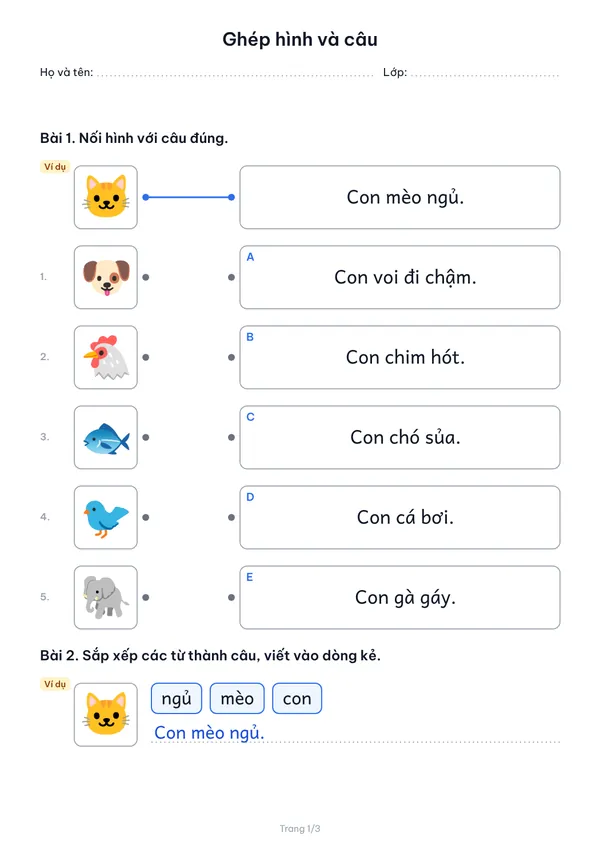 Ghép hình và câu
Họ và tên: Lớp:
Bài 1. Nối hình với câu đúng.
Ví dụ
Con mèo ngủ.
1.
A
Con voi đi chậm.
2.
B
Con chim hót.
3.
C
Con chó sủa.
4.
D
Con cá bơi.
5.
E
Con gà gáy.
Bài 2. Sắp xếp các từ thành câu, viết vào dòng kẻ.
Ví dụ
ngủ mèo con
Con mèo ngủ.
Trang 1/3